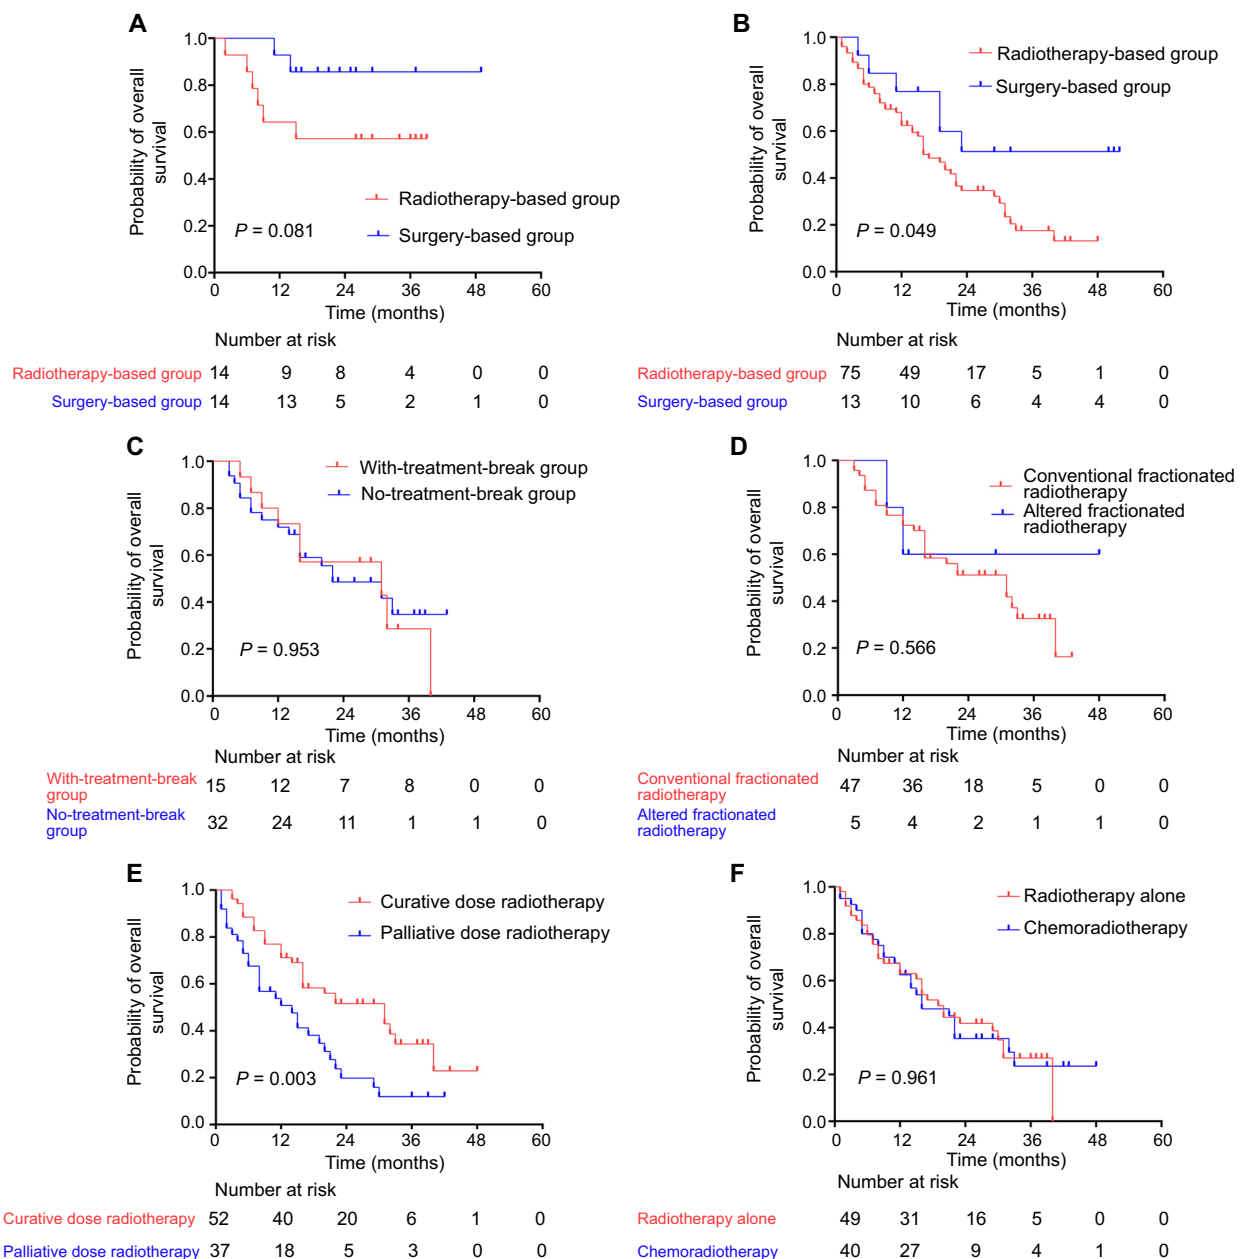 A
1.0
0.8
0.6
0.4
0.2
0.0
Probability of overall
survival
Radiotherapy-based group
Surgery-based group
P = 0.081
0 12 24 36 48 60
Time (months)
Number at risk
Radiotherapy-based group 14 9 8 4 0 0
Surgery-based group 14 13 5 2 1 0
B
1.0
0.8
0.6
0.4
0.2
0.0
Probability of overall
survival
Radiotherapy-based group
Surgery-based group
P = 0.049
0 12 24 36 48 60
Time (months)
Number at risk
Radiotherapy-based group 75 49 17 5 1 0
Surgery-based group 13 10 6 4 4 0
C
1.0
0.8
0.6
0.4
0.2
0.0
Probability of overall
survival
With-treatment-break group
No-treatment-break group
P = 0.953
0 12 24 36 48 60
Time (months)
Number at risk
With-treatment-break
group 15 12 7 8 0 0
No-treatment-break
group 32 24 11 1 1 0
D
1.0
0.8
0.6
0.4
0.2
0.0
Probability of overall
survival
Conventional fractionated
radiotherapy
Altered fractionated
radiotherapy
P = 0.566
0 12 24 36 48 60
Time (months)
Number at risk
Conventional fractionated
radiotherapy 47 36 18 5 0 0
Altered fractionated
radiotherapy 5 4 2 1 1 0
E
1.0
0.8
0.6
0.4
0.2
0.0
Probability of overall
survival
Curative dose radiotherapy
Palliative dose radiotherapy
P = 0.003
0 12 24 36 48 60
Time (months)
Number at risk
Curative dose radiotherapy 52 40 20 6 1 0
Palliative dose radiotherapy 37 18 5 3 0 0
F
1.0
0.8
0.6
0.4
0.2
0.0
Probability of overall
survival
Radiotherapy alone
Chemoradiotherapy
P = 0.961
0 12 24 36 48 60
Time (months)
Number at risk
Radiotherapy alone 49 31 16 5 0 0
Chemoradiotherapy 40 27 9 4 1 0